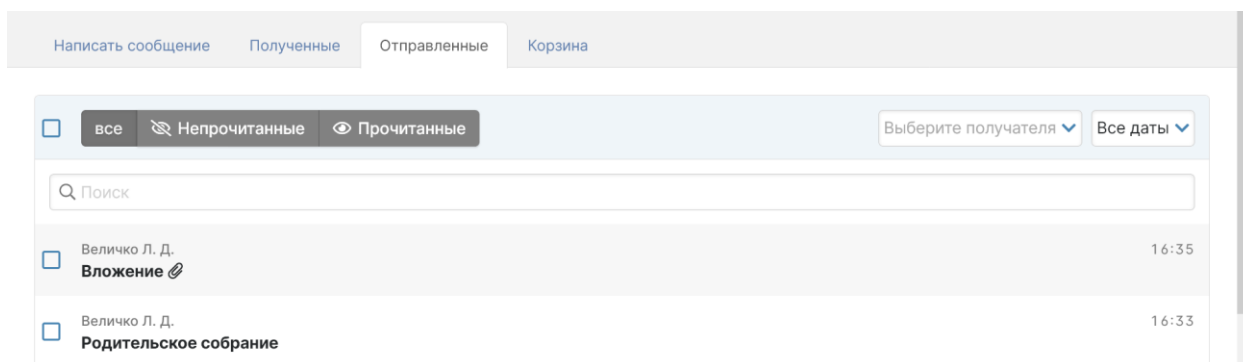 Написать сообщение Полученные Отправленные Корзина
все Непрочитанные Прочитанные Выберите получателя Все даты
Поиск
Величко Л. Д. 16:35
Вложение
Величко Л. Д. 16:33
Родительское собрание